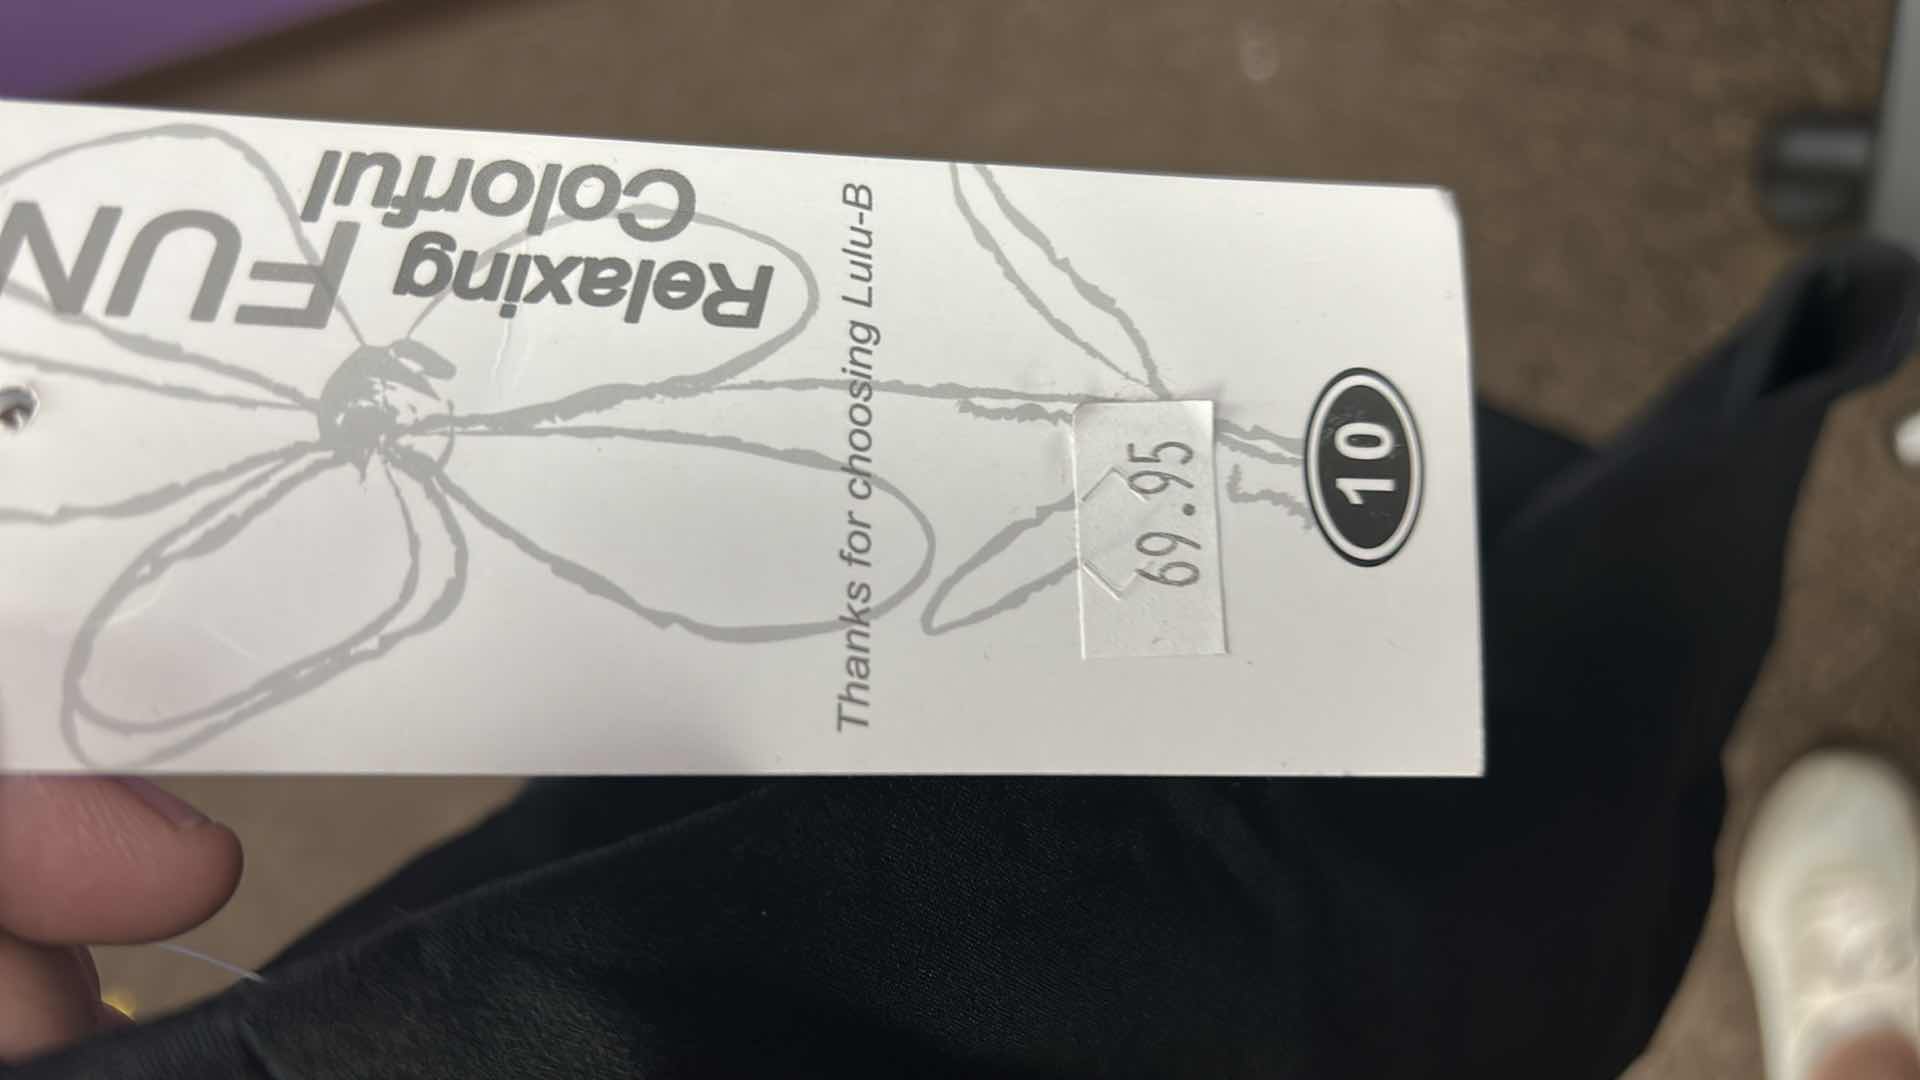 Relaxing
Colorful
FUN
Thanks for choosing Lulu-B
69.95
10